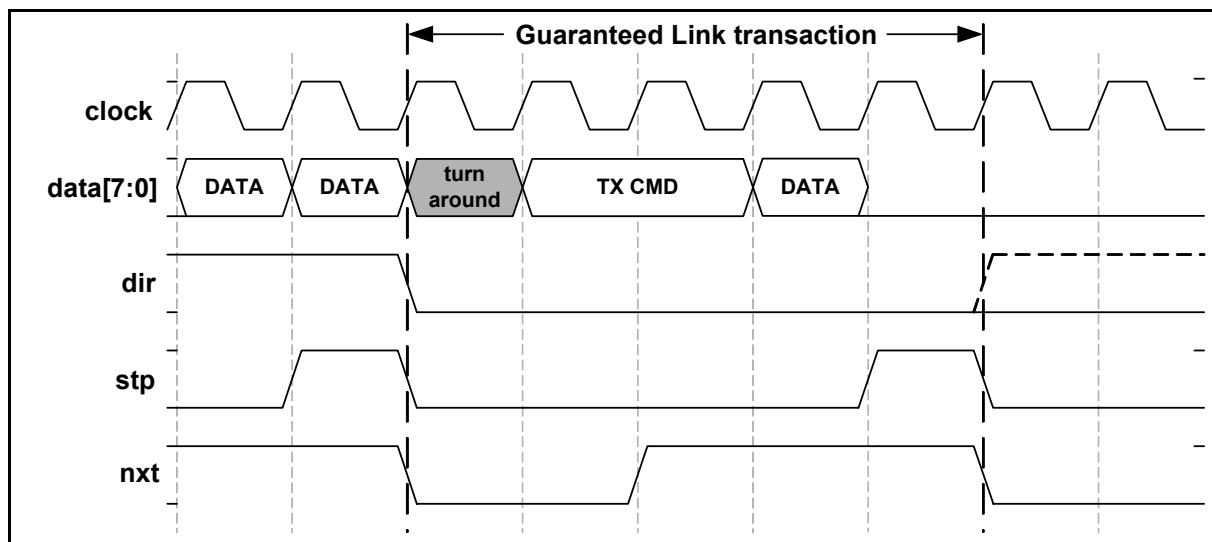 Guaranteed Link transaction
clock
data[7:0]
DATA
DATA
turn
around
TX CMD
DATA
dir
stp
nxt